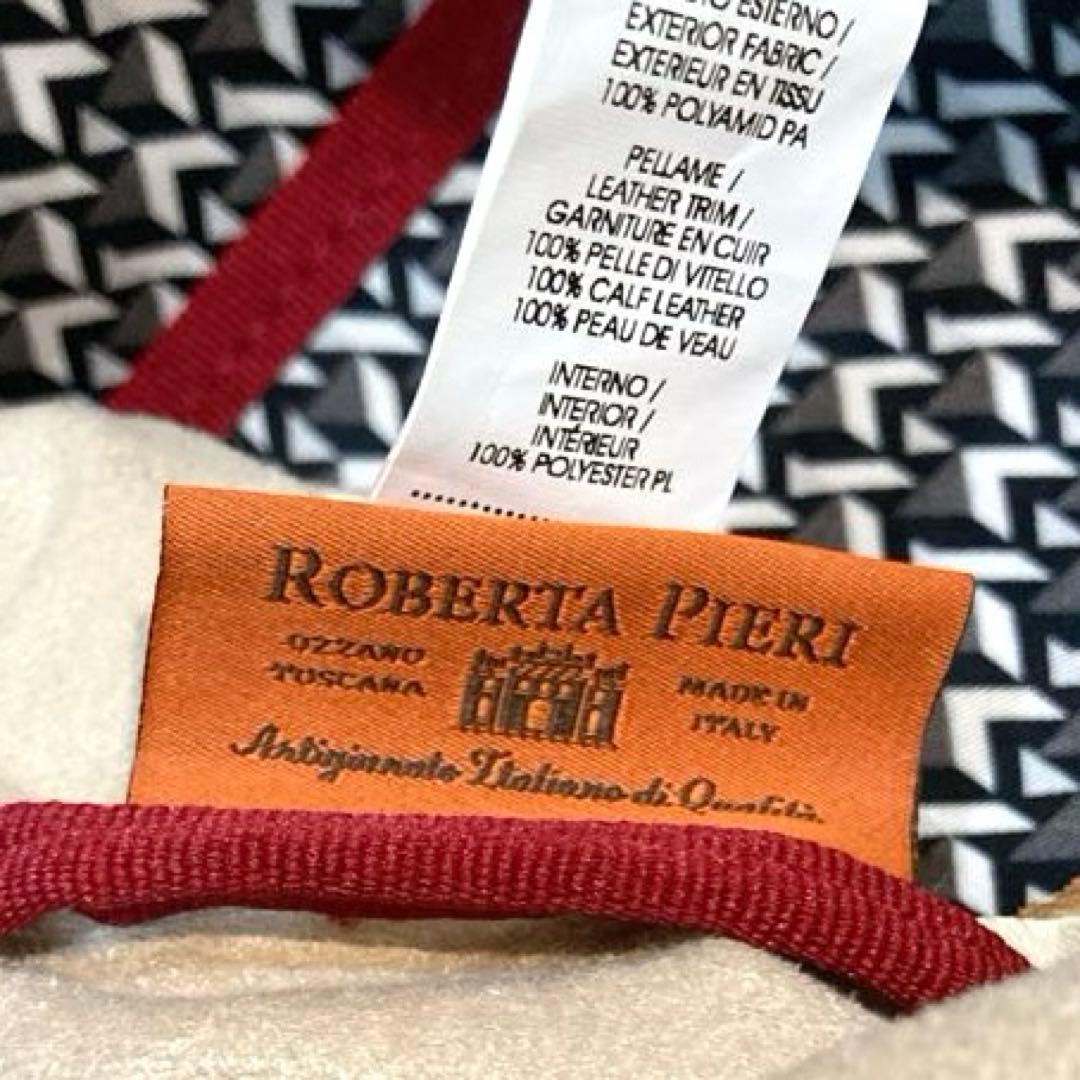 ESTERNO /
EXTERIOR FABRIC /
EXTERIEUR EN TISSU
100% POLYAMID PA
PELLAME /
LEATHER TRIM /
GARNITURE EN CUIR
100% PELLE DI VITELLO
100% CALF LEATHER
100% PEAU DE VEAU
INTERNO /
INTERIOR /
INTÉRIEUR
100% POLYESTER PL
ROBERTA PIERI
OZZANO
TOSCANA
MADE IN
ITALY
Artigianato Italiano di Qualità